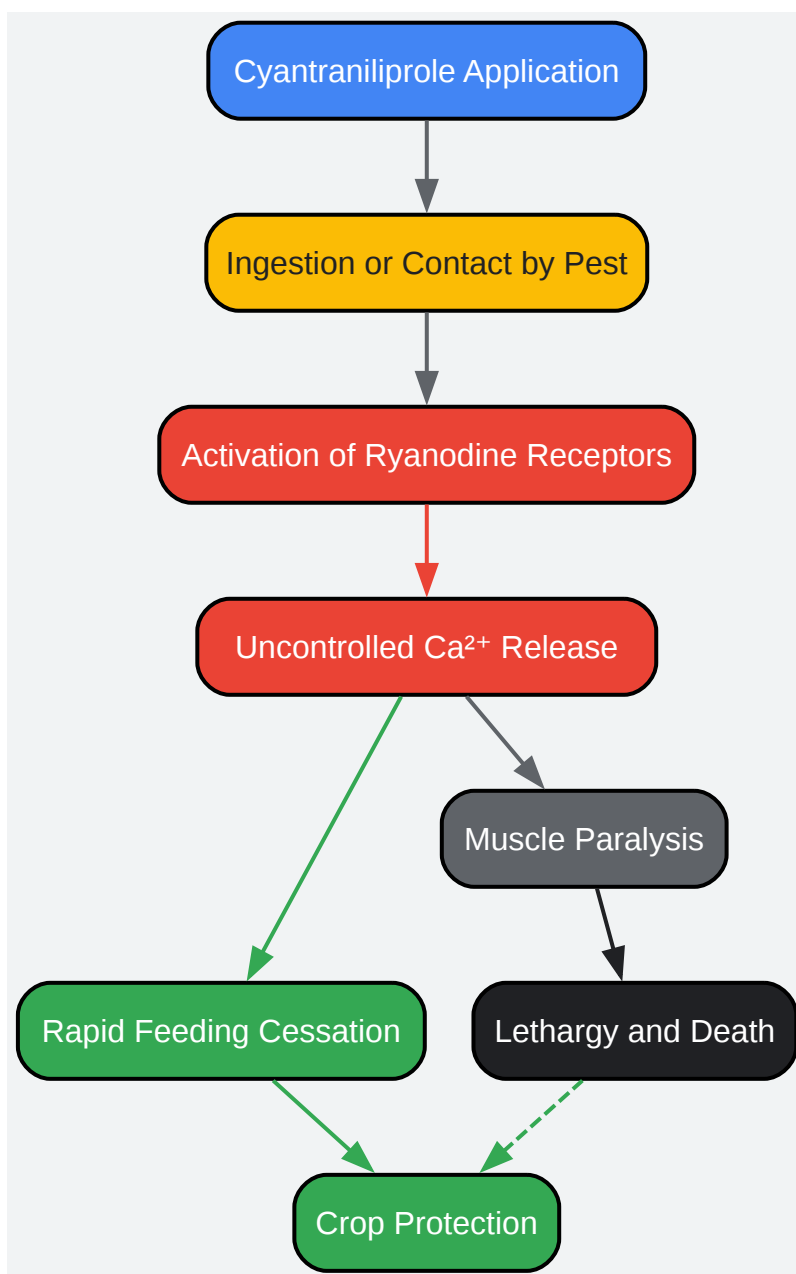 Cyantraniliprole Application
Ingestion or Contact by Pest
Activation of Ryanodine Receptors
Uncontrolled Ca²⁺ Release
Muscle Paralysis
Rapid Feeding Cessation
Lethargy and Death
Crop Protection